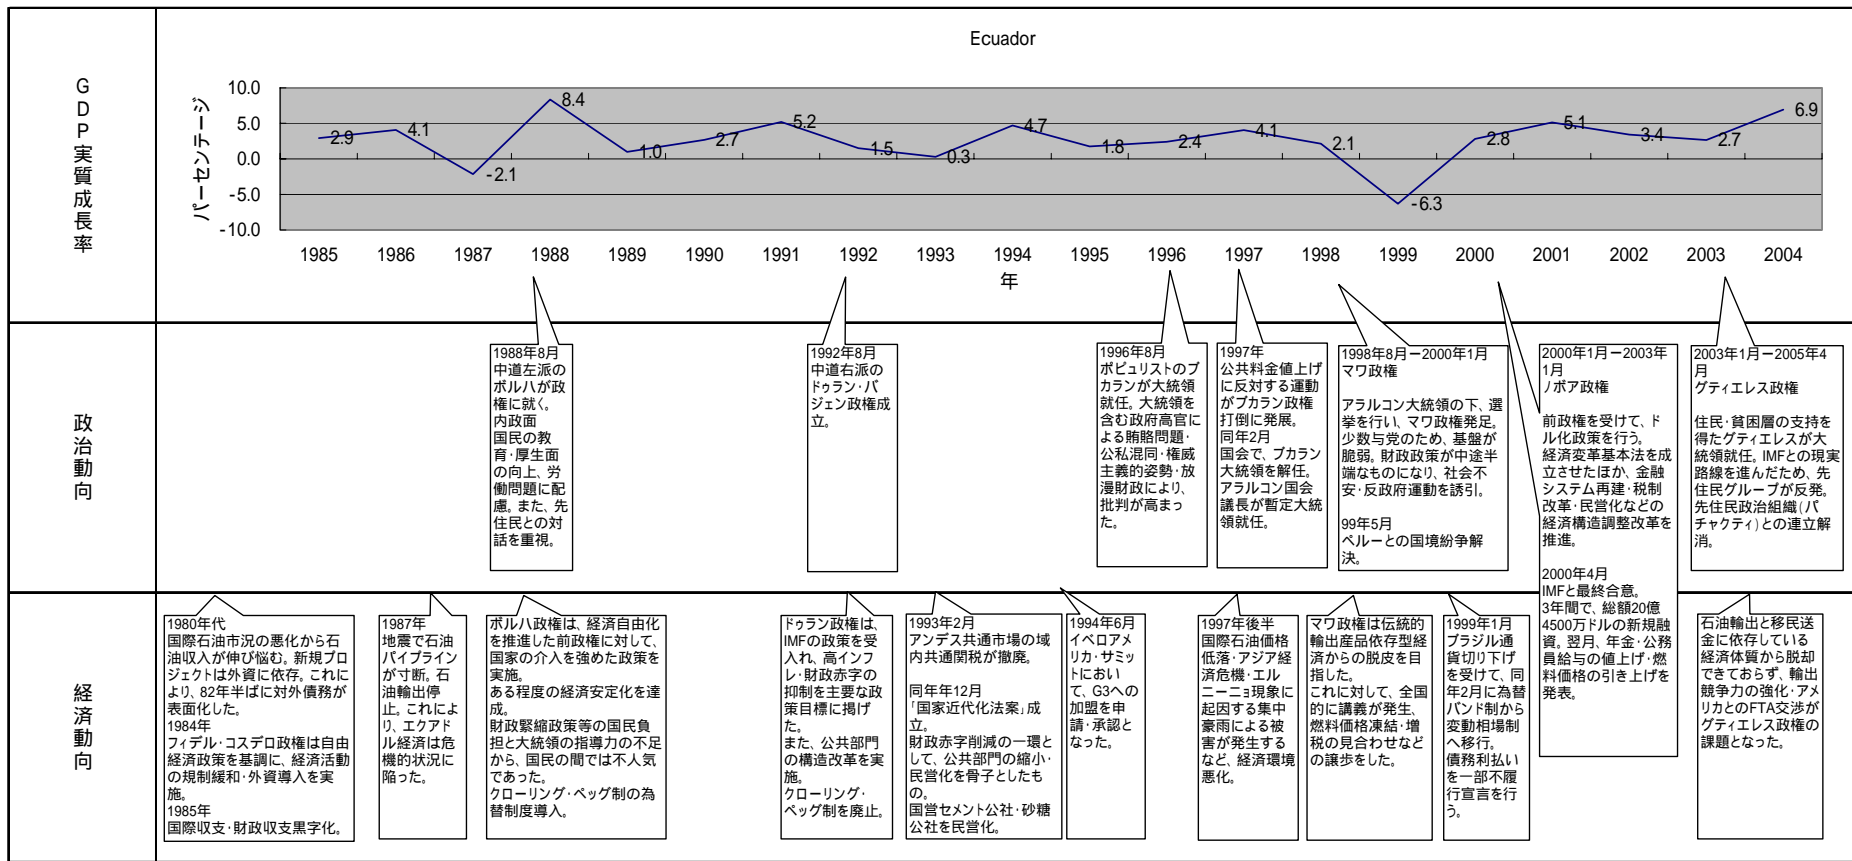 Ecuador
GDP実質成長率
パーセンテージ
10.0
5.0
0.0
-5.0
-10.0
2.9
4.1
-2.1
8.4
1.0
2.7
5.2
1.5
0.3
4.7
1.8
2.4
4.1
2.1
-6.3
2.8
5.1
3.4
2.7
6.9
1985 1986 1987 1988 1989 1990 1991 1992 1993 1994 1995 1996 1997 1998 1999 2000 2001 2002 2003 2004
年
政治動向
1988年8月
中道左派の
ボルハが政
権に就く。
内政面
国民の教
育・厚生面
の向上、労
働問題に配
慮。また、先
住民との対
話を重視。
1992年8月
中道右派の
ドゥラン・バ
ジェン政権成
立。
1996年8月
ポピュリストのブ
カランが大統領
就任。大統領を
含む政府高官に
よる賄賂問題・
公私混同・権威
主義的姿勢・放
漫財政により、
批判が高まっ
た。
1997年
公共料金値上げ
に反対する運動
がブカラン政権
打倒に発展。
同年2月
国会で、ブカラン
大統領を解任。
アラルコン国会
議長が暫定大統
領就任。
1998年8月－2000年1月
マワ政権
アラルコン大統領の下、選
挙を行い、マワ政権発足。
少数与党のため、基盤が
脆弱。財政政策が中途半
端なものになり、社会不
安・反政府運動を誘引。
99年5月
ペルーとの国境紛争解
決。
2000年1月－2003年
1月
ノボア政権
前政権を受けて、ド
ル化政策を行う。
経済変革基本法を成
立させたほか、金融
システム再建・税制
改革・民営化などの
経済構造調整改革を
推進。
2000年4月
IMFと最終合意。
3年間で、総額20億
4500万ドルの新規融
資。翌月、年金・公務
員給与の値上げ・燃
料価格の引き上げを
発表。
2003年1月－2005年4
月
グティエレス政権
住民・貧困層の支持を
得たグティエレスが大
統領就任。IMFとの現実
路線を進んだため、先
住民グループが反発。
先住民政治組織(パ
チャクティ)との連立解
消。
経済動向
1980年代
国際石油市況の悪化から石
油収入が伸び悩む。新規プロ
ジェクトは外資に依存。これに
より、82年半ばに対外債務が
表面化した。
1984年
フィデル・コスデロ政権は自由
経済政策を基調に、経済活動
の規制緩和・外資導入を実
施。
1985年
国際収支・財政収支黒字化。
1987年
地震で石油
パイプライン
が寸断。石
油輸出停
止。これによ
り、エクアド
ル経済は危
機的状況に
陥った。
ボルハ政権は、経済自由化
を推進した前政権に対して、
国家の介入を強めた政策を
実施。
ある程度の経済安定化を達
成。
財政緊縮政策等の国民負
担と大統領の指導力の不足
から、国民の間では不人気
であった。
クローリング・ペッグ制の為
替制度導入。
ドゥラン政権は、
IMFの政策を受
入れ、高インフ
レ・財政赤字の
抑制を主要な政
策目標に掲げ
た。
また、公共部門
の構造改革を実
施。
クローリング・
ペッグ制を廃止。
1993年2月
アンデス共通市場の域
内共通関税が撤廃。
同年年12月
「国家近代化法案」成
立。
財政赤字削減の一環と
して、公共部門の縮小・
民営化を骨子としたも
の。
国営セメント公社・砂糖
公社を民営化。
1994年6月
イベロアメ
リカ・サミッ
トにおい
て、G3への
加盟を申
請・承認と
なった。
1997年後半
国際石油価格
低落・アジア経
済危機・エル
ニーニョ現象に
起因する集中
豪雨による被
害が発生する
など、経済環境
悪化。
マワ政権は伝統的
輸出産品依存型経
済からの脱皮を目
指した。
これに対して、全国
的に講義が発生、
燃料価格凍結・増
税の見合わせなど
の譲歩をした。
1999年1月
ブラジル通
貨切り下げ
を受けて、同
年2月に為替
バンド制から
変動相場制
へ移行。
債務利払い
を一部不履
行宣言を行
う。
石油輸出と移民送
金に依存している
経済体質から脱却
できておらず、輸出
競争力の強化・アメ
リカとのFTA交渉が
グティエレス政権の
課題となった。